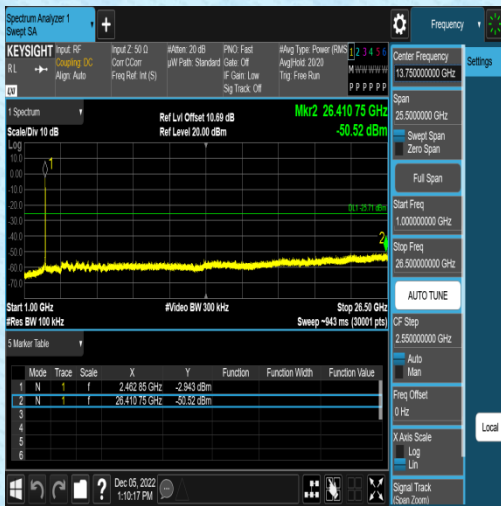 Spectrum Analyzer 1
Swept SA
+
Frequency
Settings
KEYSIGHT
RL
LXI
Input: RF
Coupling: DC
Align: Auto
Input Z: 50 Ω
Corr CCorr
Freq Ref: Int (S)
#Atten: 20 dB
µW Path: Standard
PNO: Fast
Gate: Off
IF Gain: Low
Sig Track: Off
#Avg Type: Power (RMS
Avg|Hold: 20/20
Trig: Free Run
1 2 3 4 5 6
M W W W W W
P P P P P P
1 Spectrum
Scale/Div 10 dB
Ref Lvl Offset 10.69 dB
Ref Level 20.00 dBm
Mkr2 26.410 75 GHz
-50.52 dBm
Log
10.0
0.00
-10.0
-20.0
-30.0
-40.0
-50.0
-60.0
-70.0
1
DL1 -23.71 dBm
2
Start 1.00 GHz
#Res BW 100 kHz
#Video BW 300 kHz
Stop 26.50 GHz
Sweep ~943 ms (30001 pts)
5 Marker Table
Mode Trace Scale X Y Function Function Width Function Value
1 N 1 f 2.462 85 GHz -2.943 dBm
2 N 1 f 26.410 75 GHz -50.52 dBm
3
4
5
6
Center Frequency
13.750000000 GHz
Span
25.5000000 GHz
Swept Span
Zero Span
Full Span
Start Freq
1.000000000 GHz
Stop Freq
26.500000000 GHz
AUTO TUNE
CF Step
2.550000000 GHz
Auto
Man
Freq Offset
0 Hz
X Axis Scale
Log
Lin
Signal Track
(Span Zoom)
Local
?
Dec 05, 2022
1:10:17 PM